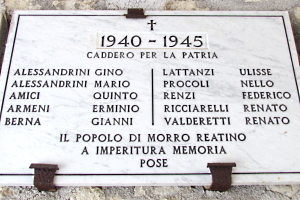 1940 - 1945
CADDERO PER LA PATRIA
ALESSANDRINI GINO LATTANZI ULISSE
ALESSANDRINI MARIO PROCOLI NELLO
AMICI QUINTO RENZI FEDERICO
ARMENI ERMINIO RICCIARELLI RENATO
BERNA GIANNI VALDERETTI RENATO
IL POPOLO DI MORRO REATINO
A IMPERITURA MEMORIA
POSE